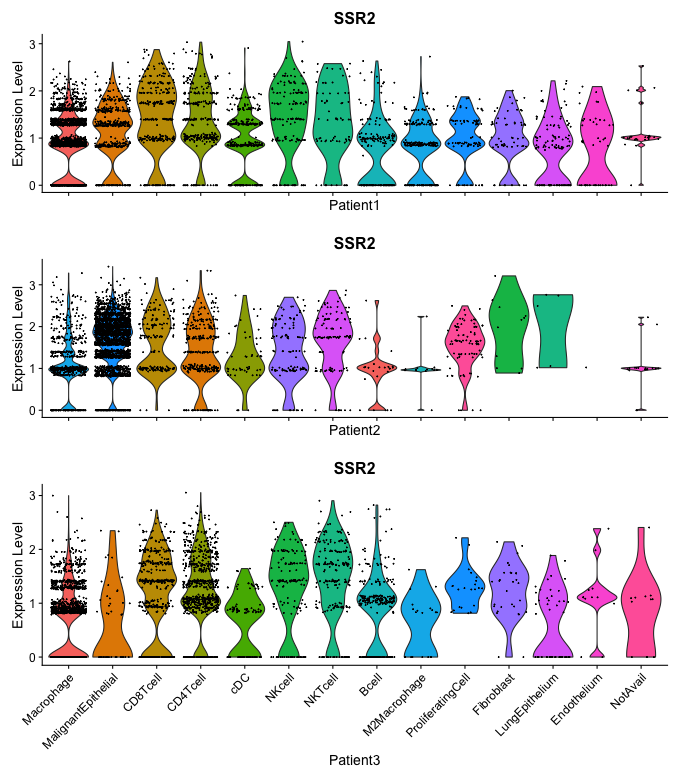 SSR2
Expression Level
3
2
1
0
Patient1
SSR2
Expression Level
3
2
1
0
Patient2
SSR2
Expression Level
3
2
1
0
Macrophage
MalignantEpithelial
CD8Tcell
CD4Tcell
cDC
NKcell
NKTcell
Bcell
M2Macrophage
ProliferatingCell
Fibroblast
LungEpithelium
Endothelium
NotAvail
Patient3